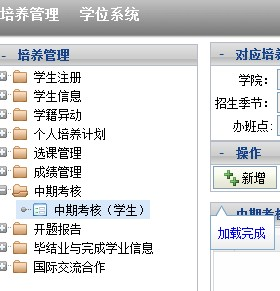 培养管理 学位系统
- 培养管理
学生注册
学生信息
学籍异动
个人培养计划
选课管理
成绩管理
中期考核
中期考核（学生）
开题报告
毕结业与完成学业信息
国际交流合作
- 对应培养
学院：
招生季节：
办班点：
- 操作
新增
中期考核
加载完成